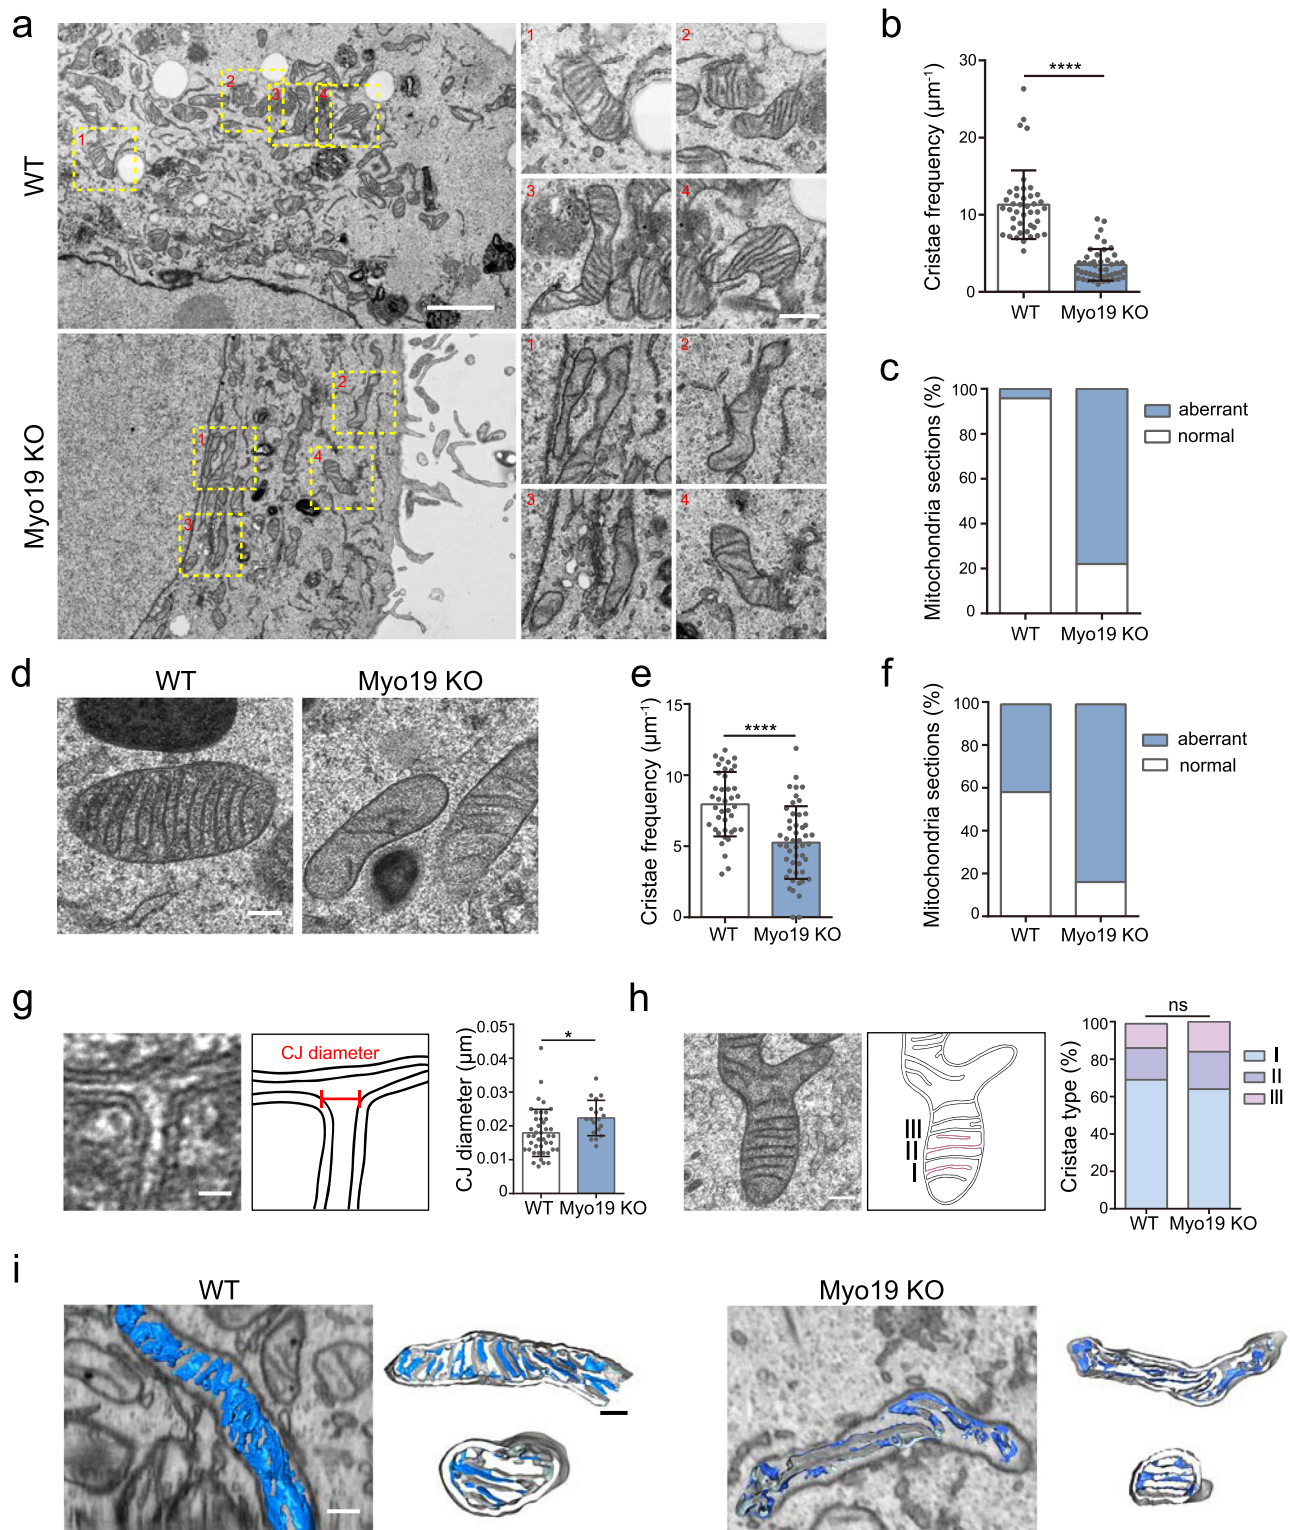 a
WT
1
2
3
4
1
2
3
4
Myo19 KO
1
2
3
4
1
2
3
4
b
Cristae frequency (μm⁻¹)
30
20
10
0
****
WT Myo19 KO
c
Mitochondria sections (%)
100
80
60
40
20
0
aberrant
normal
WT Myo19 KO
d
WT Myo19 KO
e
Cristae frequency (μm⁻¹)
15
10
5
0
****
WT Myo19 KO
f
Mitochondria sections (%)
100
80
60
40
20
0
aberrant
normal
WT Myo19 KO
g
CJ diameter
CJ diameter (μm)
0.05
0.04
0.03
0.02
0.01
0
*
WT Myo19 KO
h
III
II
I
Cristae type (%)
100
80
60
40
20
0
ns
I
II
III
WT Myo19 KO
i
WT Myo19 KO